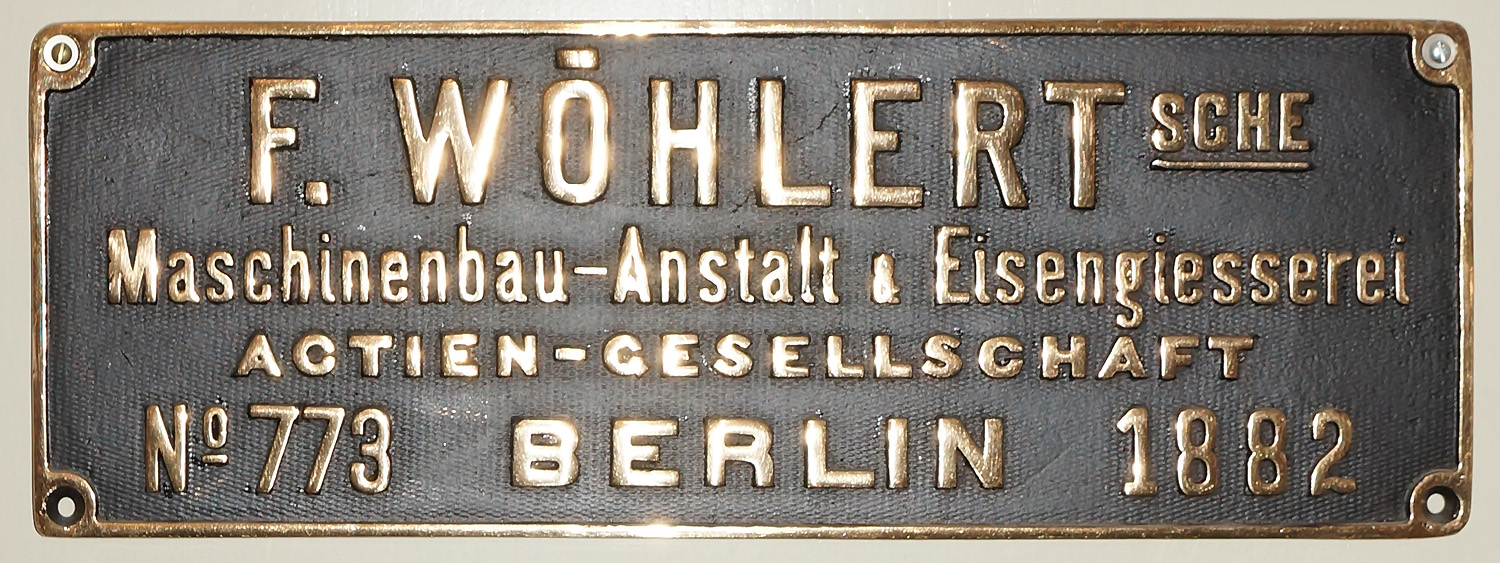 F. WÖHLERT SCHE
Maschinenbau-Anstalt & Eisengiesserei
ACTIEN-GESELLSCHAFT
Nº 773 BERLIN 1882